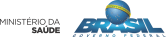 MINISTÉRIO DA
SAÚDE
BRASIL
GOVERNO FEDERAL